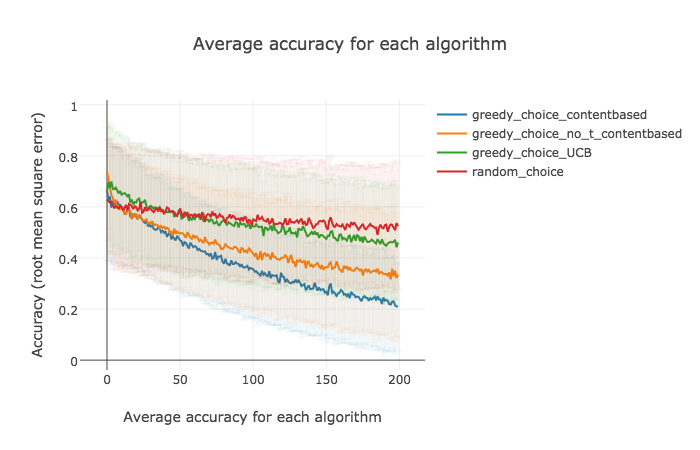 Average accuracy for each algorithm
greedy_choice_contentbased
greedy_choice_no_t_contentbased
greedy_choice_UCB
random_choice
Accuracy (root mean square error)
1
0.8
0.6
0.4
0.2
0
0
50
100
150
200
Average accuracy for each algorithm